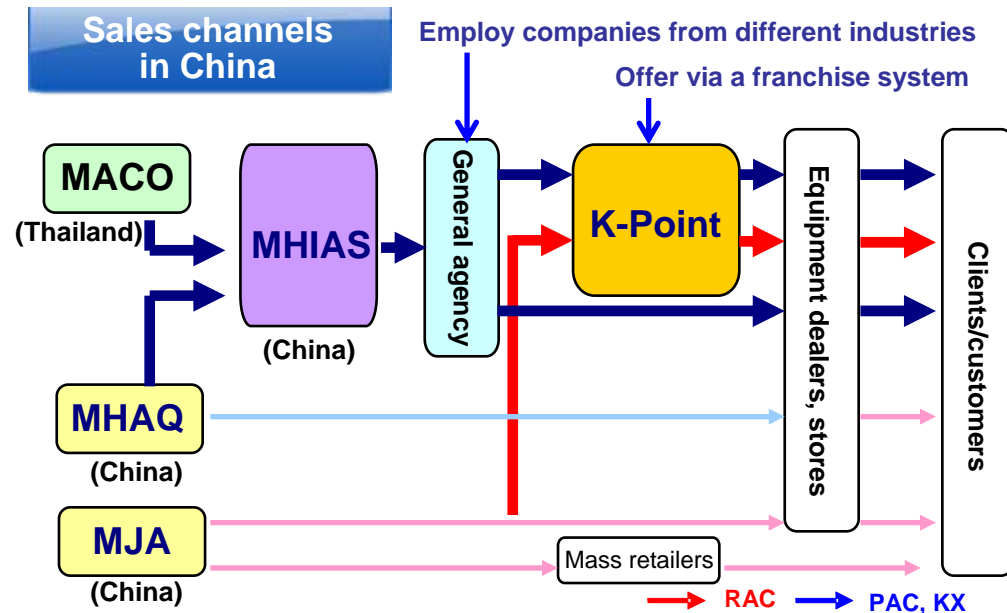 Sales channels
in China
Employ companies from different industries
Offer via a franchise system
MACO
(Thailand)
MHIAS
(China)
General agency
K-Point
Equipment dealers, stores
Clients/customers
MHAQ
(China)
MJA
(China)
Mass retailers
RAC
PAC, KX